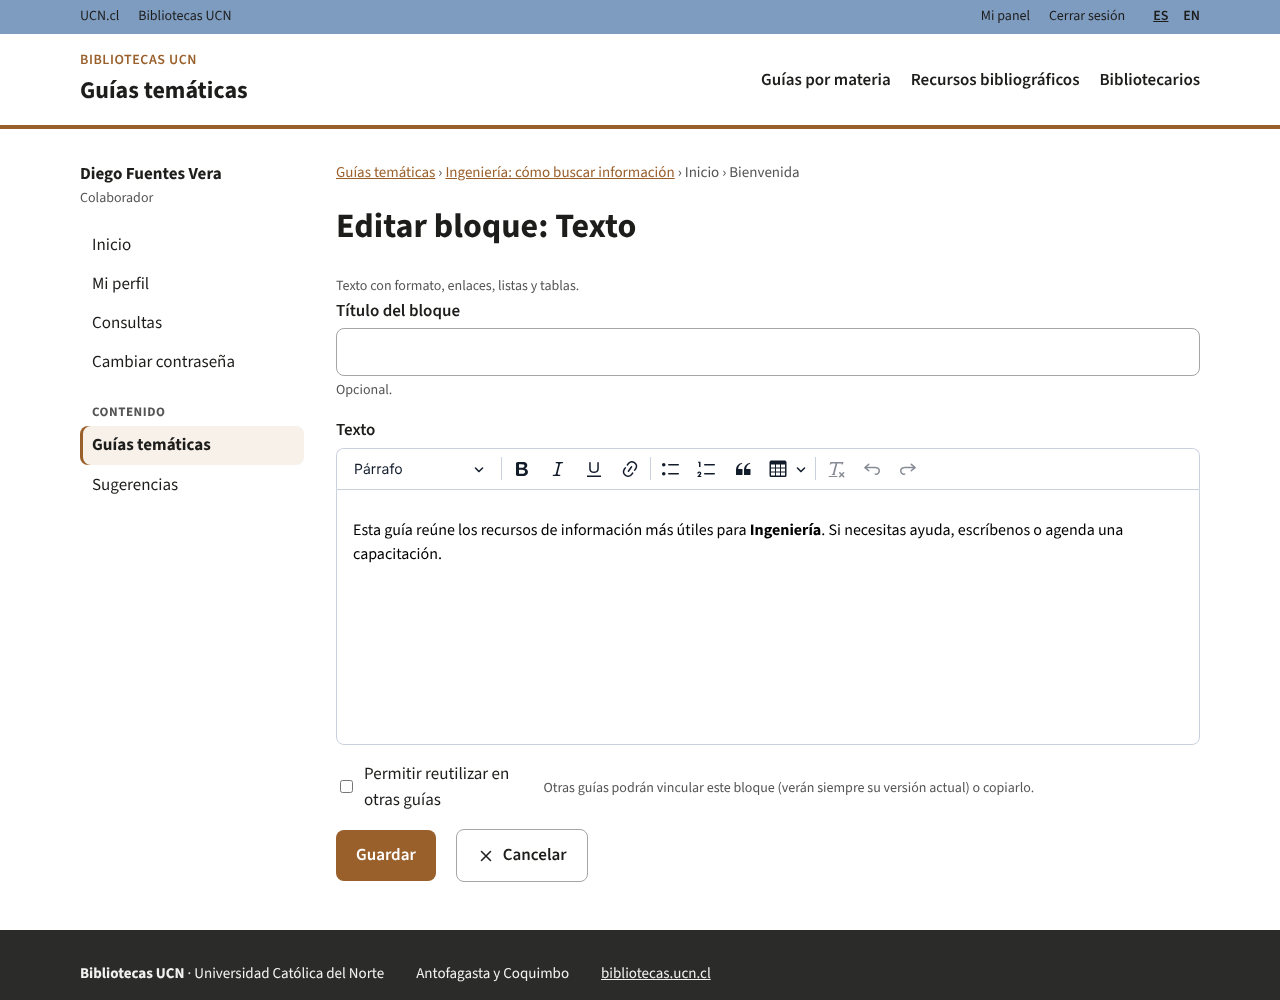 UCN.cl Bibliotecas UCN Mi panel Cerrar sesión ES EN
BIBLIOTECAS UCN
Guías temáticas
Guías por materia Recursos bibliográficos Bibliotecarios
Diego Fuentes Vera
Colaborador
Inicio
Mi perfil
Consultas
Cambiar contraseña
CONTENIDO
Guías temáticas
Sugerencias
Guías temáticas › Ingeniería: cómo buscar información › Inicio › Bienvenida
Editar bloque: Texto
Texto con formato, enlaces, listas y tablas.
Título del bloque
Opcional.
Texto
Párrafo
Esta guía reúne los recursos de información más útiles para Ingeniería. Si necesitas ayuda, escríbenos o agenda una
capacitación.
Permitir reutilizar en
otras guías
Otras guías podrán vincular este bloque (verán siempre su versión actual) o copiarlo.
Guardar Cancelar
Bibliotecas UCN · Universidad Católica del Norte Antofagasta y Coquimbo bibliotecas.ucn.cl